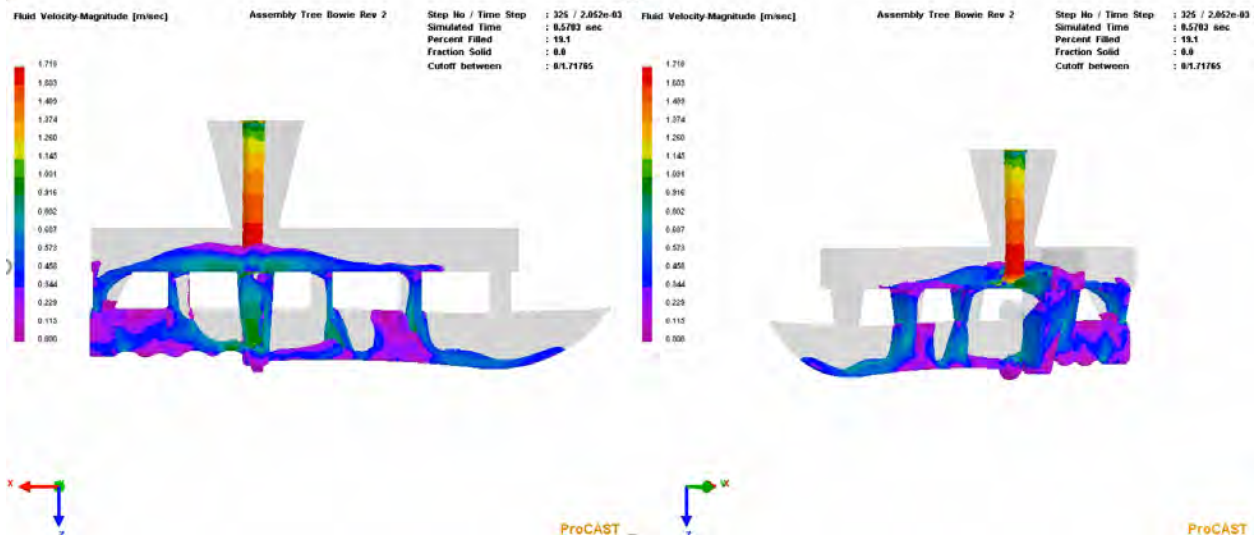 Fluid Velocity-Magnitude [m/sec]
Assembly Tree Bowie Rev 2
Step No / Time Step : 325 / 2.052e-03
Simulated Time : 0.5703 sec
Percent Filled : 19.1
Fraction Solid : 0.0
Cutoff between : 0/1.71765
1.718
1.603
1.489
1.374
1.260
1.145
1.031
0.916
0.802
0.687
0.573
0.458
0.344
0.229
0.115
0.000
X
Z
ProCAST
Fluid Velocity-Magnitude [m/sec]
Assembly Tree Bowie Rev 2
Step No / Time Step : 325 / 2.052e-03
Simulated Time : 0.5703 sec
Percent Filled : 19.1
Fraction Solid : 0.0
Cutoff between : 0/1.71765
1.718
1.603
1.489
1.374
1.260
1.145
1.031
0.916
0.802
0.687
0.573
0.458
0.344
0.229
0.115
0.000
X
Z
ProCAST